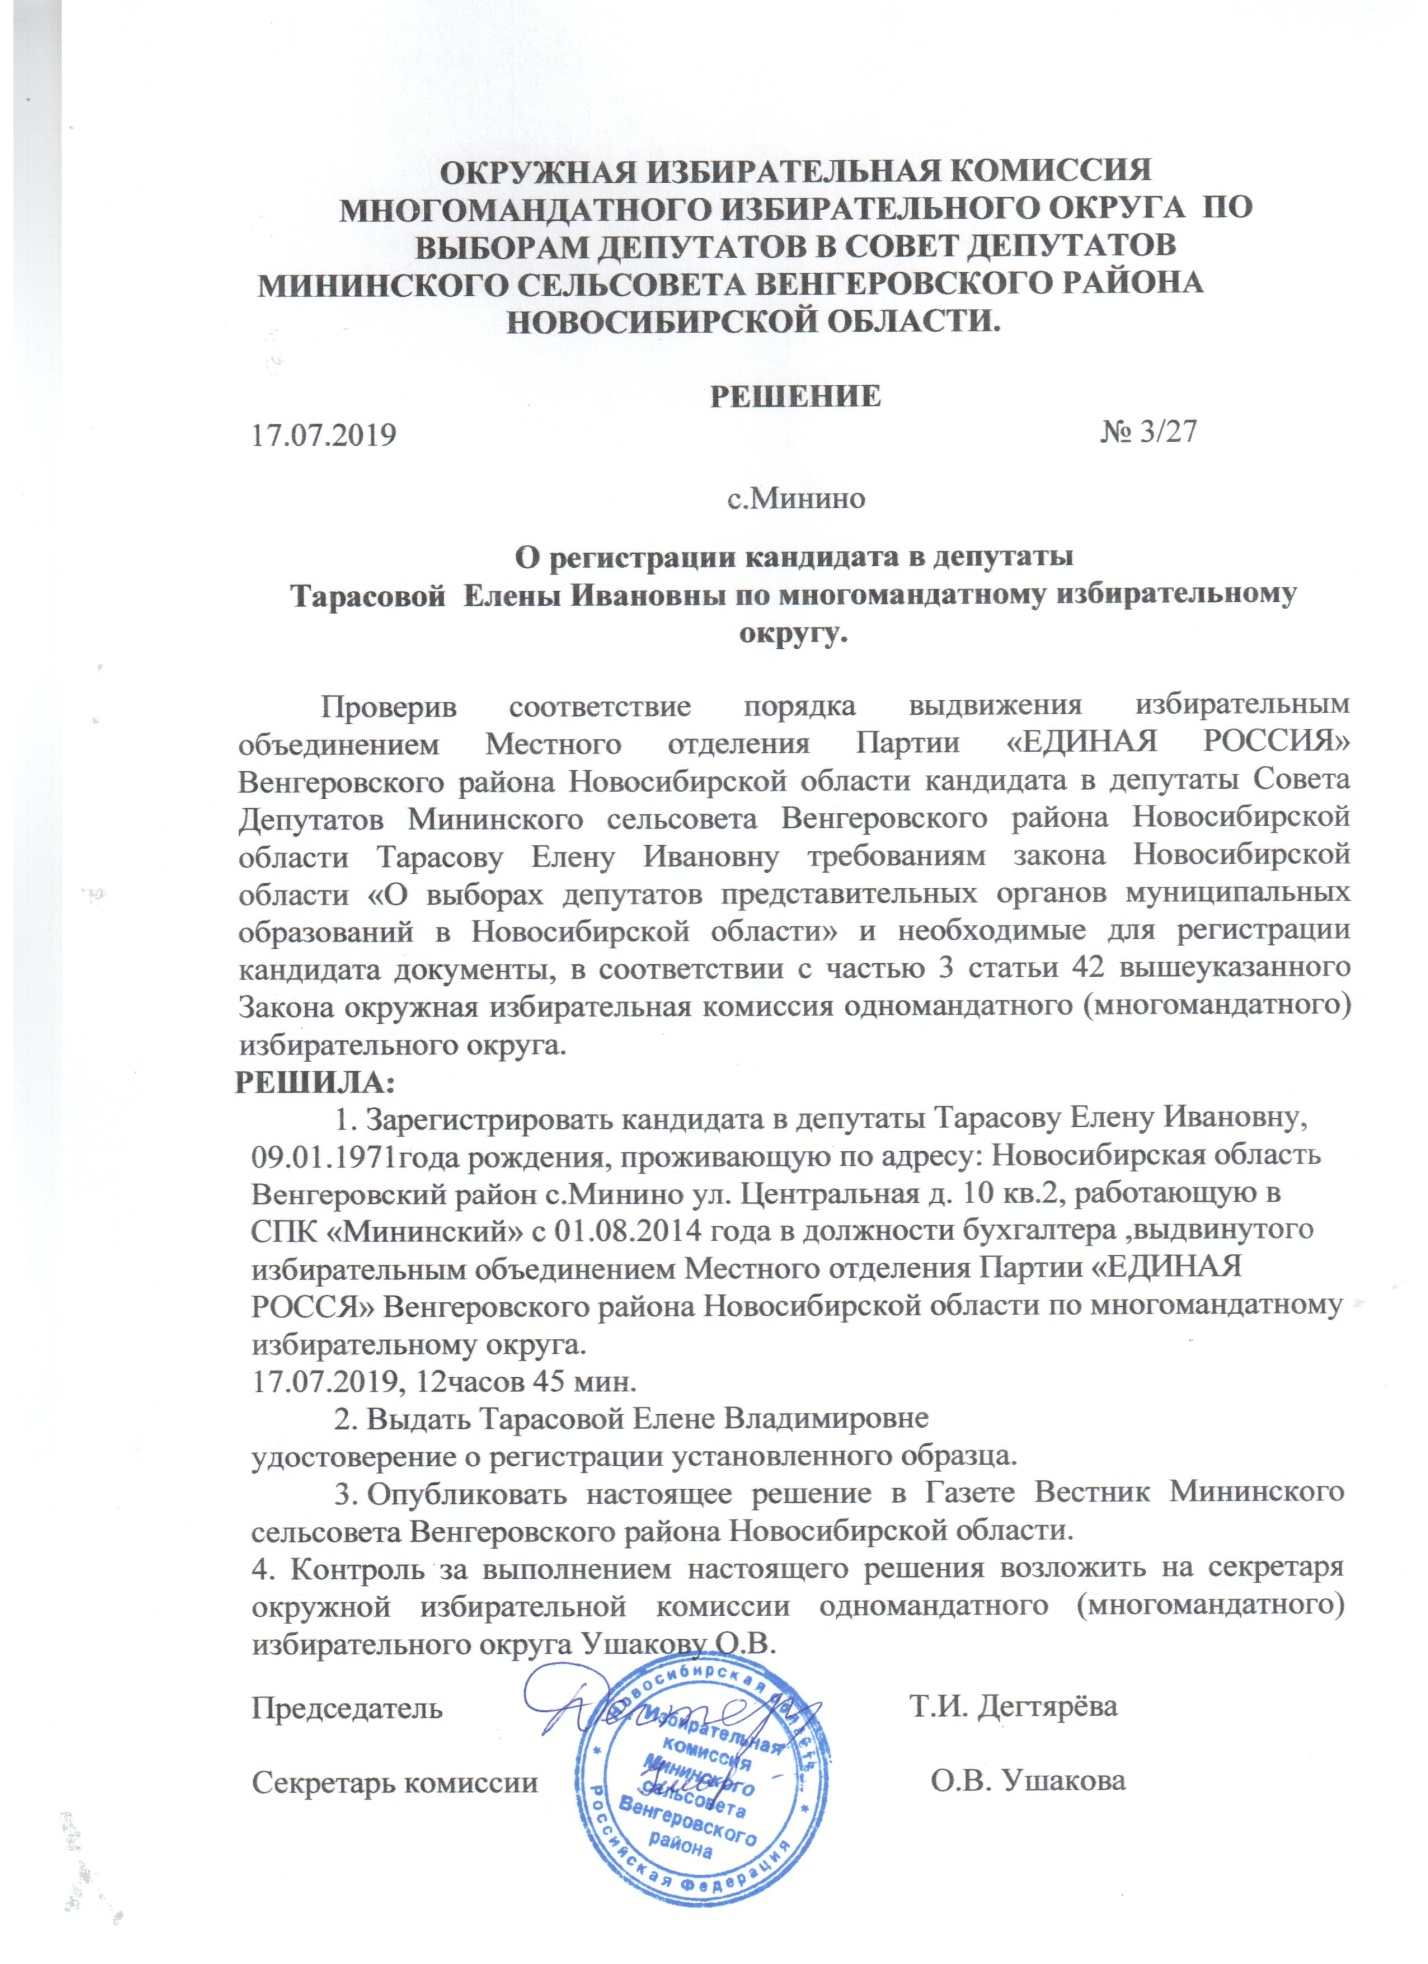 ОКРУЖНАЯ ИЗБИРАТЕЛЬНАЯ КОМИССИЯ
МНОГОМАНДАТНОГО ИЗБИРАТЕЛЬНОГО ОКРУГА ПО
ВЫБОРАМ ДЕПУТАТОВ В СОВЕТ ДЕПУТАТОВ
МИНИНСКОГО СЕЛЬСОВЕТА ВЕНГЕРОВСКОГО РАЙОНА
НОВОСИБИРСКОЙ ОБЛАСТИ.
РЕШЕНИЕ
17.07.2019 № 3/27
с.Минино
О регистрации кандидата в депутаты
Тарасовой Елены Ивановны по многомандатному избирательному
округу.
Проверив соответствие порядка выдвижения избирательным
объединением Местного отделения Партии «ЕДИНАЯ РОССИЯ»
Венгеровского района Новосибирской области кандидата в депутаты Совета
Депутатов Мининского сельсовета Венгеровского района Новосибирской
области Тарасову Елену Ивановну требованиям закона Новосибирской
области «О выборах депутатов представительных органов муниципальных
образований в Новосибирской области» и необходимые для регистрации
кандидата документы, в соответствии с частью 3 статьи 42 вышеуказанного
Закона окружная избирательная комиссия одномандатного (многомандатного)
избирательного округа.
РЕШИЛА:
1. Зарегистрировать кандидата в депутаты Тарасову Елену Ивановну,
09.01.1971года рождения, проживающую по адресу: Новосибирская область
Венгеровский район с.Минино ул. Центральная д. 10 кв.2, работающую в
СПК «Мининский» с 01.08.2014 года в должности бухгалтера ,выдвинутого
избирательным объединением Местного отделения Партии «ЕДИНАЯ
РОССЯ» Венгеровского района Новосибирской области по многомандатному
избирательному округа.
17.07.2019, 12часов 45 мин.
2. Выдать Тарасовой Елене Владимировне
удостоверение о регистрации установленного образца.
3. Опубликовать настоящее решение в Газете Вестник Мининского
сельсовета Венгеровского района Новосибирской области.
4. Контроль за выполнением настоящего решения возложить на секретаря
окружной избирательной комиссии одномандатного (многомандатного)
избирательного округа Ушакову О.В.
Председатель Т.И. Дегтярёва
Секретарь комиссии О.В. Ушакова
Новосибирская область
Избирательная
комиссия
Мининского
сельсовета
Венгеровского
района
Российская Федерация